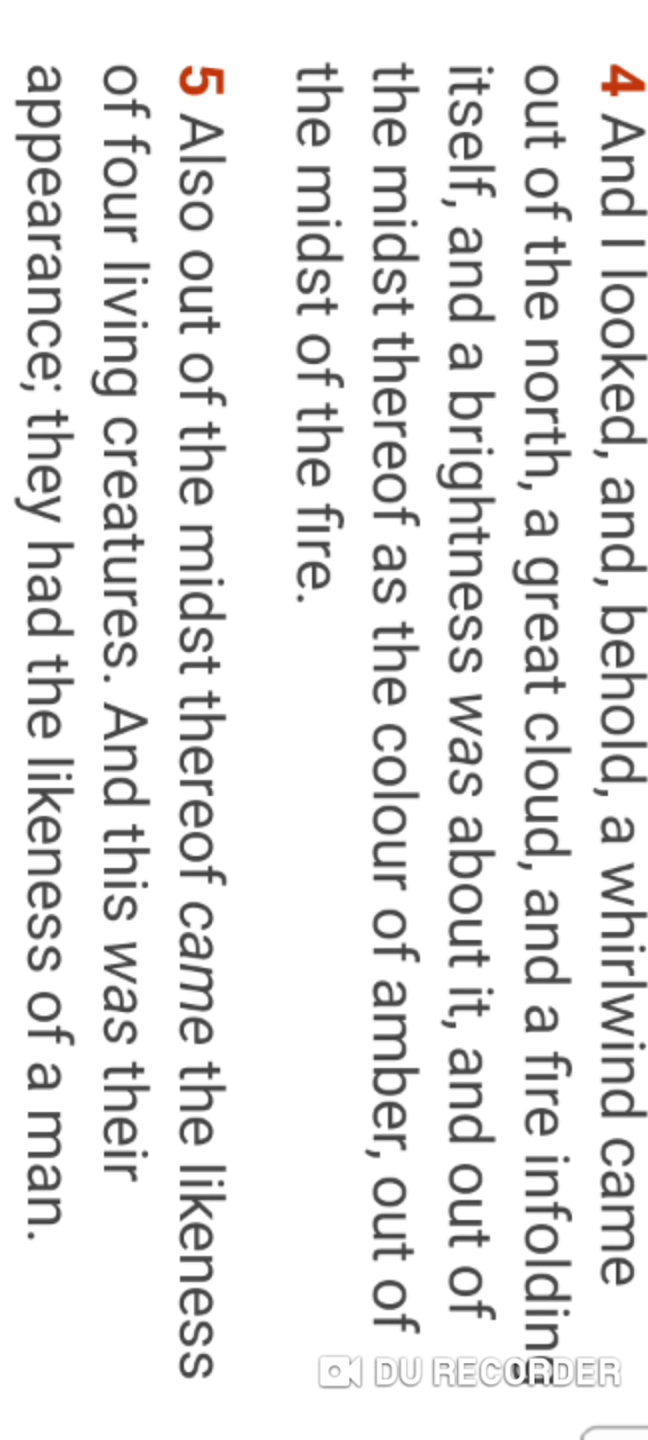 4 And I looked, and, behold, a whirlwind came
out of the north, a great cloud, and a fire infolding
itself, and a brightness was about it, and out of
the midst thereof as the colour of amber, out of
the midst of the fire.
5 Also out of the midst thereof came the likeness
of four living creatures. And this was their
appearance; they had the likeness of a man.
DU RECORDER